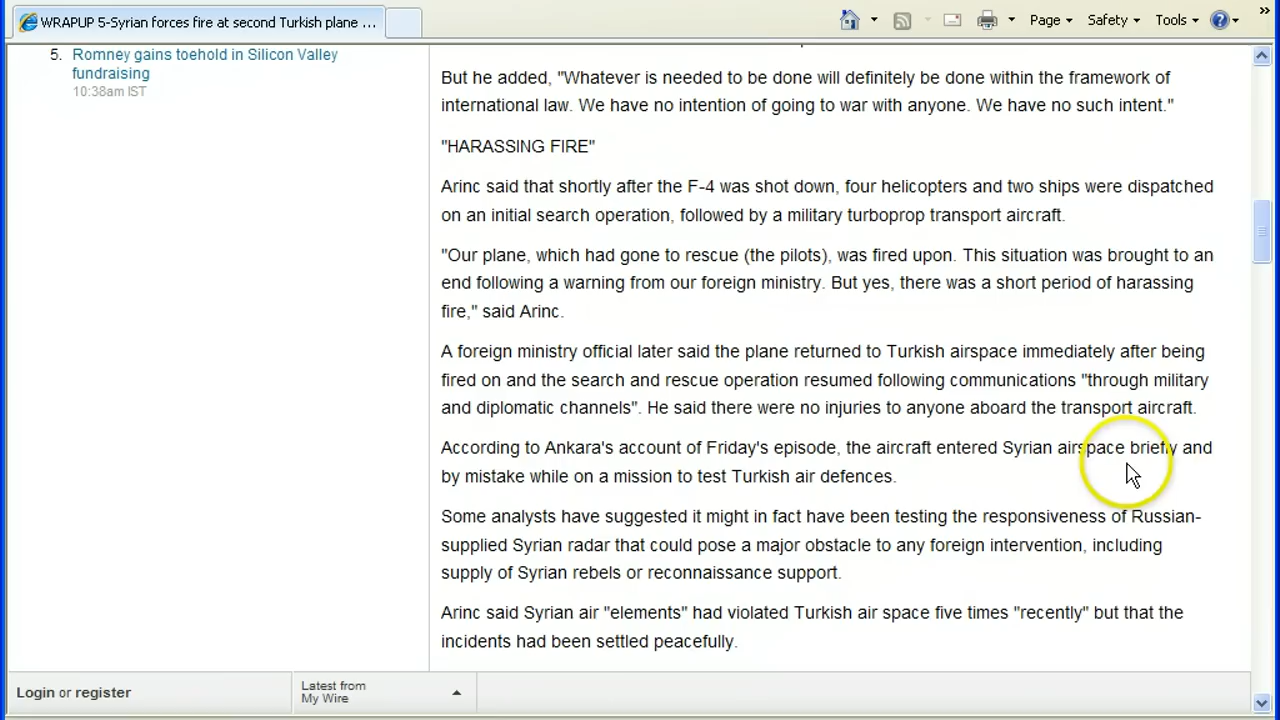 WRAPUP 5-Syrian forces fire at second Turkish plane ...
Page
Safety
Tools
»
5. Romney gains toehold in Silicon Valley
fundraising
10:38am IST
But he added, "Whatever is needed to be done will definitely be done within the framework of
international law. We have no intention of going to war with anyone. We have no such intent."
"HARASSING FIRE"
Arinc said that shortly after the F-4 was shot down, four helicopters and two ships were dispatched
on an initial search operation, followed by a military turboprop transport aircraft.
"Our plane, which had gone to rescue (the pilots), was fired upon. This situation was brought to an
end following a warning from our foreign ministry. But yes, there was a short period of harassing
fire," said Arinc.
A foreign ministry official later said the plane returned to Turkish airspace immediately after being
fired on and the search and rescue operation resumed following communications "through military
and diplomatic channels". He said there were no injuries to anyone aboard the transport aircraft.
According to Ankara's account of Friday's episode, the aircraft entered Syrian airspace briefly and
by mistake while on a mission to test Turkish air defences.
Some analysts have suggested it might in fact have been testing the responsiveness of Russian-
supplied Syrian radar that could pose a major obstacle to any foreign intervention, including
supply of Syrian rebels or reconnaissance support.
Arinc said Syrian air "elements" had violated Turkish air space five times "recently" but that the
incidents had been settled peacefully.
Login or register
Latest from
My Wire